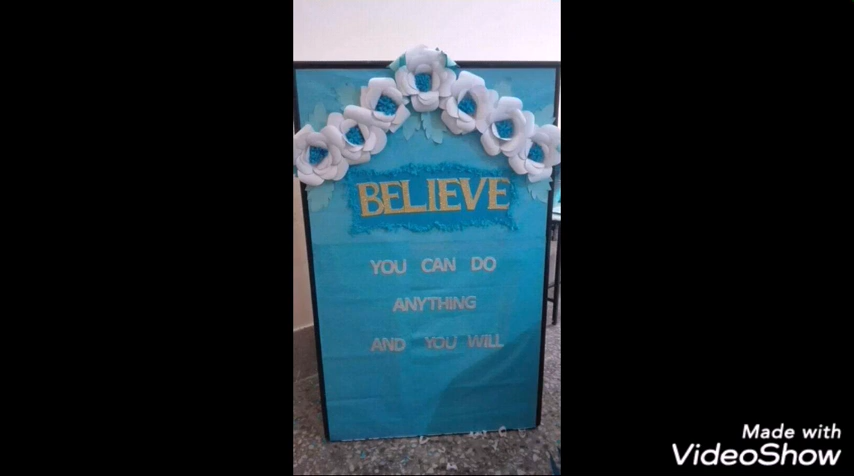 BELIEVE
YOU CAN DO
ANYTHING
AND YOU WILL
Made with
VideoShow